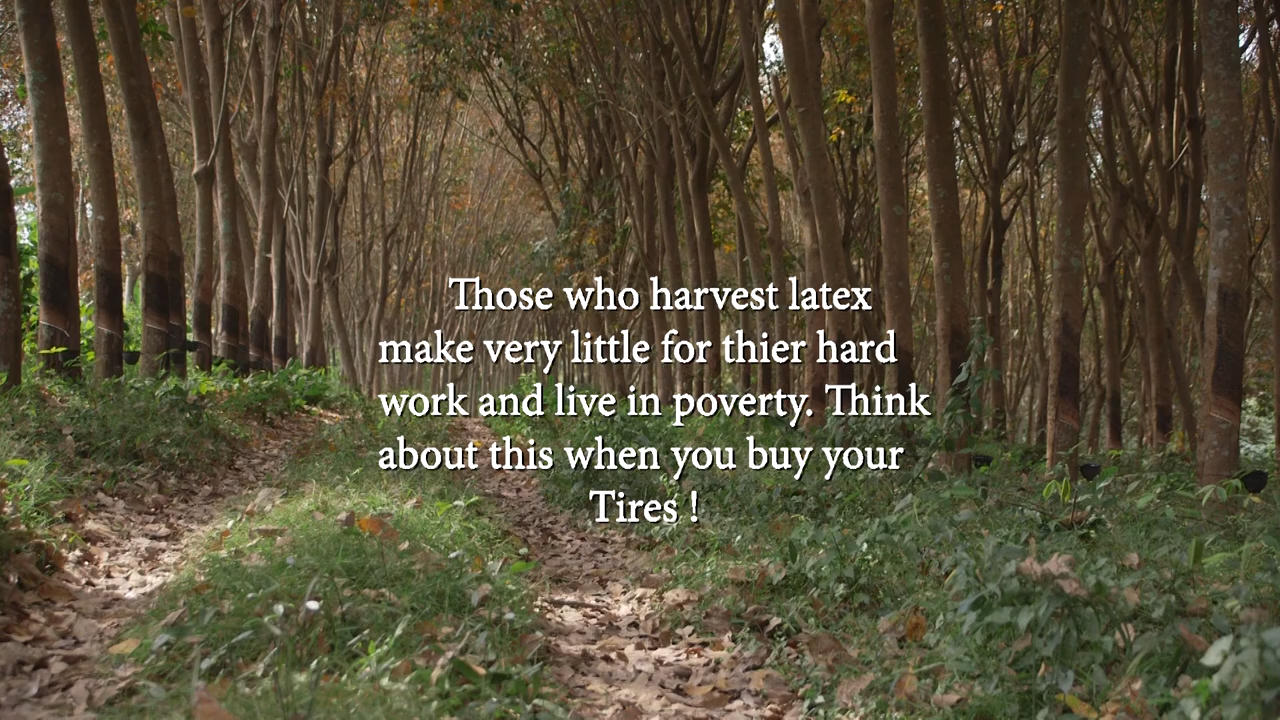 Those who harvest latex
make very little for thier hard
work and live in poverty. Think
about this when you buy your
Tires !